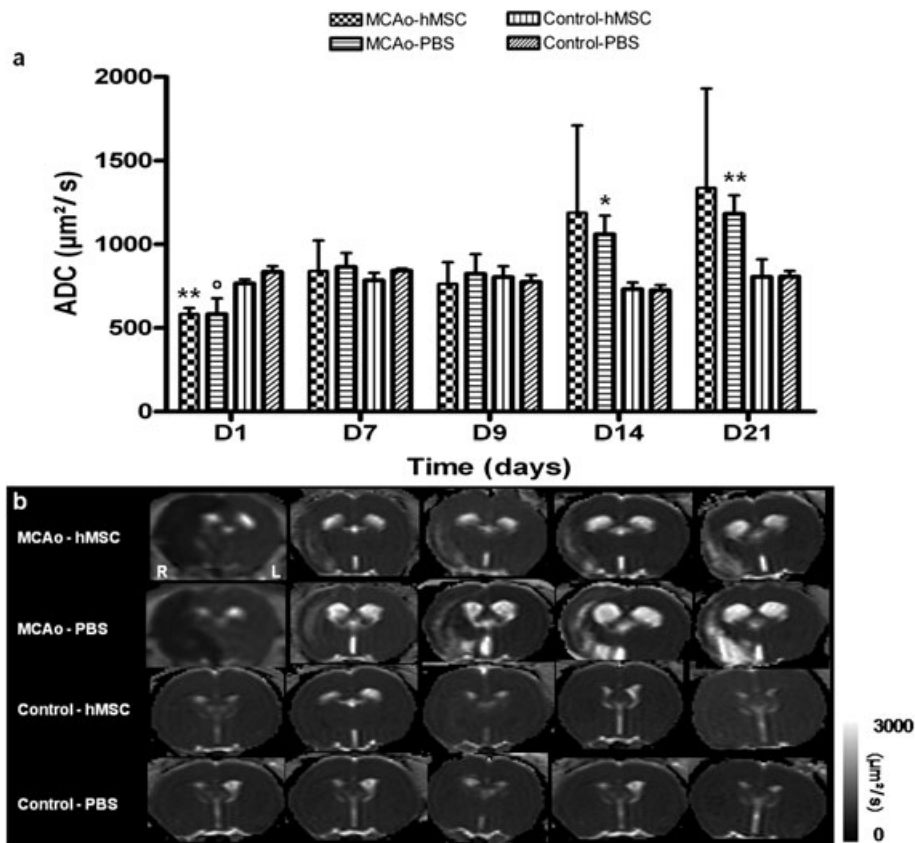 MCAo-hMSC Control-hMSC
MCAo-PBS Control-PBS
a
2000
1500
1000
500
0
ADC (µm²/s)
** °
*
**
D1 D7 D9 D14 D21
Time (days)
b
MCAo - hMSC
R L
MCAo - PBS
Control - hMSC
Control - PBS
3000
(µm²/s)
0